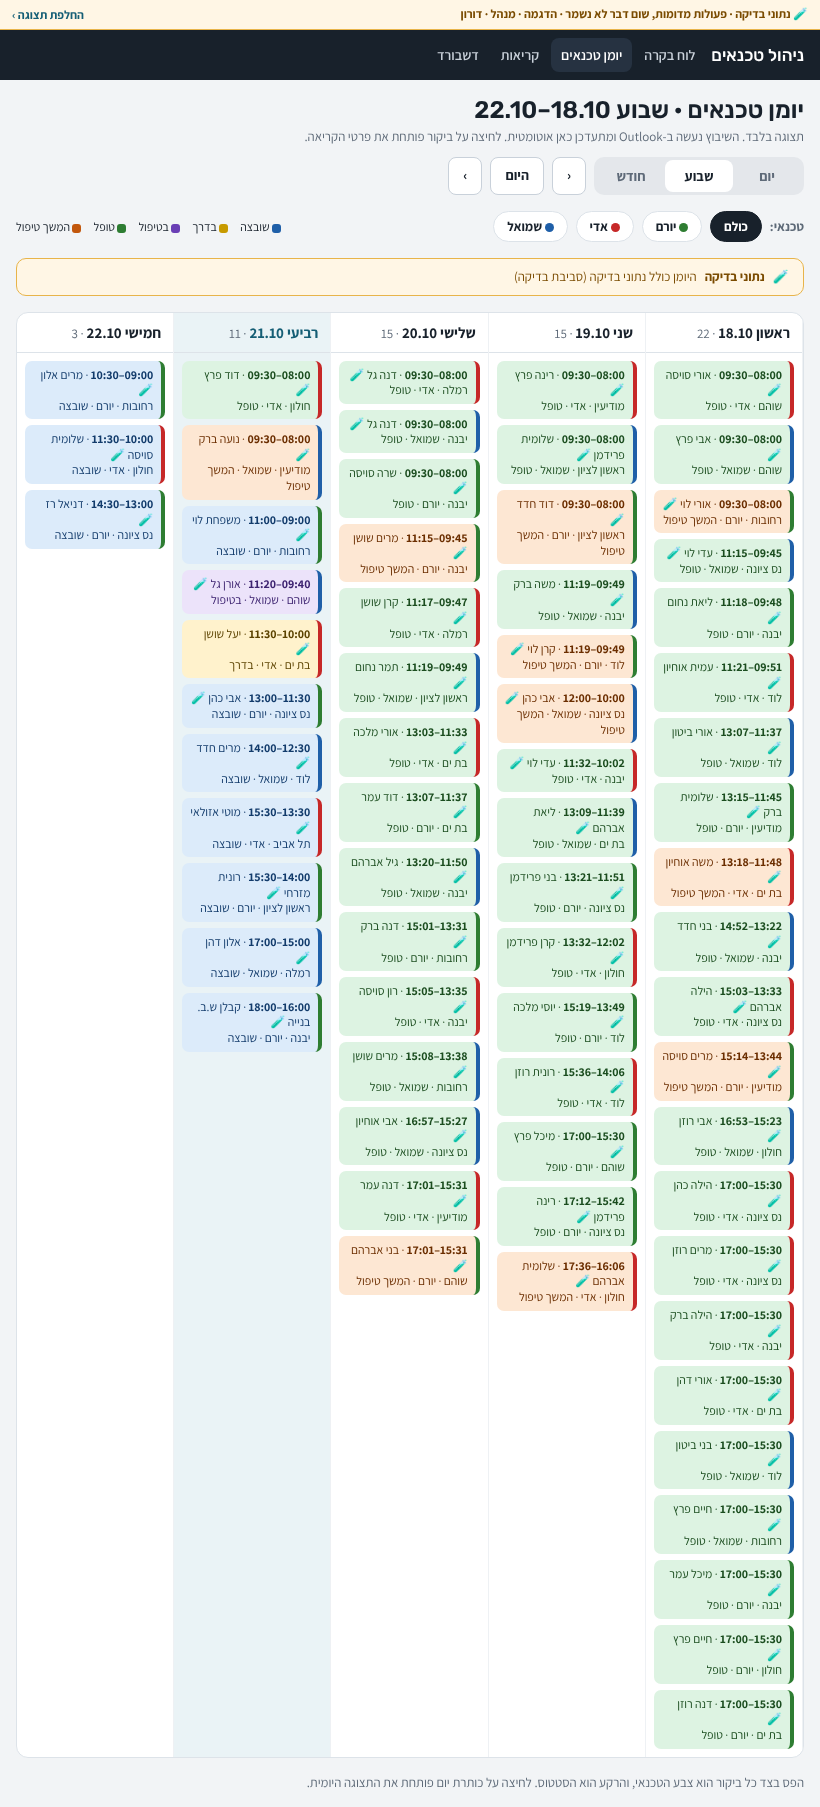 🧪 נתוני בדיקה · פעולות מדומות, שום דבר לא נשמר · הדגמה · מנהל · דורון
החלפת תצוגה ›
ניהול טכנאים
לוח בקרה
יומן טכנאים
קריאות
דשבורד
יומן טכנאים • שבוע 18.10–22.10
תצוגה בלבד. השיבוץ נעשה ב-Outlook ומתעדכן כאן אוטומטית. לחיצה על ביקור פותחת את פרטי הקריאה.
יום
שבוע
חודש
‹
היום
›
טכנאי:
כולם
יורם
אדי
שמואל
שובצה
בדרך
בטיפול
טופל
המשך טיפול
🧪 נתוני בדיקה היומן כולל נתוני בדיקה (סביבת בדיקה)
ראשון 18.10 · 22
08:00–09:30 · אורי סויסה
🧪
שוהם · אדי · טופל
08:00–09:30 · אבי פרץ
🧪
שוהם · שמואל · טופל
08:00–09:30 · אורי לוי 🧪
רחובות · יורם · המשך טיפול
09:45–11:15 · עדי לוי 🧪
נס ציונה · שמואל · טופל
09:48–11:18 · ליאת נחום
🧪
יבנה · יורם · טופל
09:51–11:21 · עמית אוחיון
🧪
לוד · אדי · טופל
11:37–13:07 · אורי ביטון
🧪
לוד · שמואל · טופל
11:45–13:15 · שלומית
ברק 🧪
מודיעין · יורם · טופל
11:48–13:18 · משה אוחיון
🧪
בת ים · אדי · המשך טיפול
13:22–14:52 · בני חדד
🧪
יבנה · שמואל · טופל
13:33–15:03 · הילה
אברהם 🧪
נס ציונה · אדי · טופל
13:44–15:14 · מרים סויסה
🧪
מודיעין · יורם · המשך טיפול
15:23–16:53 · אבי רוזן
🧪
חולון · שמואל · טופל
15:30–17:00 · הילה כהן
🧪
נס ציונה · אדי · טופל
15:30–17:00 · מרים רוזן
🧪
נס ציונה · אדי · טופל
15:30–17:00 · הילה ברק
🧪
יבנה · אדי · טופל
15:30–17:00 · אורי דהן
🧪
בת ים · אדי · טופל
15:30–17:00 · בני ביטון
🧪
לוד · שמואל · טופל
15:30–17:00 · חיים פרץ
🧪
רחובות · שמואל · טופל
15:30–17:00 · מיכל עמר
🧪
יבנה · יורם · טופל
15:30–17:00 · חיים פרץ
🧪
חולון · יורם · טופל
15:30–17:00 · דנה רוזן
🧪
בת ים · יורם · טופל
שני 19.10 · 15
08:00–09:30 · רינה פרץ
🧪
מודיעין · אדי · טופל
08:00–09:30 · שלומית
פרידמן 🧪
ראשון לציון · שמואל · טופל
08:00–09:30 · דוד חדד
🧪
ראשון לציון · יורם · המשך
טיפול
09:49–11:19 · משה ברק
🧪
יבנה · שמואל · טופל
09:49–11:19 · קרן לוי 🧪
לוד · יורם · המשך טיפול
10:00–12:00 · אבי כהן 🧪
נס ציונה · שמואל · המשך
טיפול
10:02–11:32 · עדי לוי 🧪
יבנה · אדי · טופל
11:39–13:09 · ליאת
אברהם 🧪
בת ים · שמואל · טופל
11:51–13:21 · בני פרידמן
🧪
נס ציונה · יורם · טופל
12:02–13:32 · קרן פרידמן
🧪
חולון · אדי · טופל
13:49–15:19 · יוסי מלכה
🧪
לוד · יורם · טופל
14:06–15:36 · רונית רוזן
🧪
לוד · אדי · טופל
15:30–17:00 · מיכל פרץ
🧪
שוהם · יורם · טופל
15:42–17:12 · רינה
פרידמן 🧪
נס ציונה · יורם · טופל
16:06–17:36 · שלומית
אברהם 🧪
חולון · אדי · המשך טיפול
שלישי 20.10 · 15
08:00–09:30 · דנה גל 🧪
רמלה · אדי · טופל
08:00–09:30 · דנה גל 🧪
יבנה · שמואל · טופל
08:00–09:30 · שרה סויסה
🧪
יבנה · יורם · טופל
09:45–11:15 · מרים שושן
🧪
יבנה · יורם · המשך טיפול
09:47–11:17 · קרן שושן
🧪
רמלה · אדי · טופל
09:49–11:19 · תמר נחום
🧪
ראשון לציון · שמואל · טופל
11:33–13:03 · אורי מלכה
🧪
בת ים · אדי · טופל
11:37–13:07 · דוד עמר
🧪
בת ים · יורם · טופל
11:50–13:20 · גיל אברהם
🧪
יבנה · שמואל · טופל
13:31–15:01 · דנה ברק
🧪
רחובות · יורם · טופל
13:35–15:05 · רון סויסה
🧪
יבנה · אדי · טופל
13:38–15:08 · מרים שושן
🧪
רחובות · שמואל · טופל
15:27–16:57 · אבי אוחיון
🧪
נס ציונה · שמואל · טופל
15:31–17:01 · דנה עמר
🧪
מודיעין · אדי · טופל
15:31–17:01 · בני אברהם
🧪
שוהם · יורם · המשך טיפול
רביעי 21.10 · 11
08:00–09:30 · דוד פרץ
🧪
חולון · אדי · טופל
08:00–09:30 · נועה ברק
🧪
מודיעין · שמואל · המשך
טיפול
09:00–11:00 · משפחת לוי
🧪
רחובות · יורם · שובצה
09:40–11:20 · אורן גל 🧪
שוהם · שמואל · בטיפול
10:00–11:30 · יעל שושן
🧪
בת ים · אדי · בדרך
11:30–13:00 · אבי כהן 🧪
נס ציונה · יורם · שובצה
12:30–14:00 · מרים חדד
🧪
לוד · שמואל · שובצה
13:30–15:30 · מוטי אזולאי
🧪
תל אביב · אדי · שובצה
14:00–15:30 · רונית
מזרחי 🧪
ראשון לציון · יורם · שובצה
15:00–17:00 · אלון דהן
🧪
רמלה · שמואל · שובצה
16:00–18:00 · קבלן ש.ב.
בנייה 🧪
יבנה · יורם · שובצה
חמישי 22.10 · 3
09:00–10:30 · מרים אלון
🧪
רחובות · יורם · שובצה
10:00–11:30 · שלומית
סויסה 🧪
חולון · אדי · שובצה
13:00–14:30 · דניאל רז
🧪
נס ציונה · יורם · שובצה
הפס בצד כל ביקור הוא צבע הטכנאי, והרקע הוא הסטטוס. לחיצה על כותרת יום פותחת את התצוגה היומית.